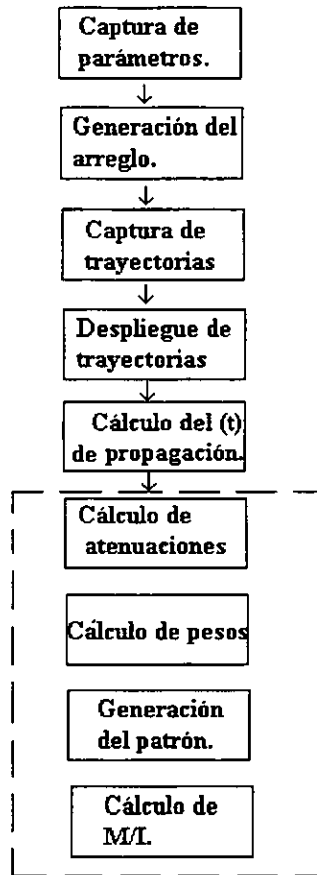 Captura de
parámetros.
Generación del
arreglo.
Captura de
trayectorias
Despliegue de
trayectorias
Cálculo del (t)
de propagación.
Cálculo de
atenuaciones
Cálculo de pesos
Generación
del patrón.
Cálculo de
M/I.